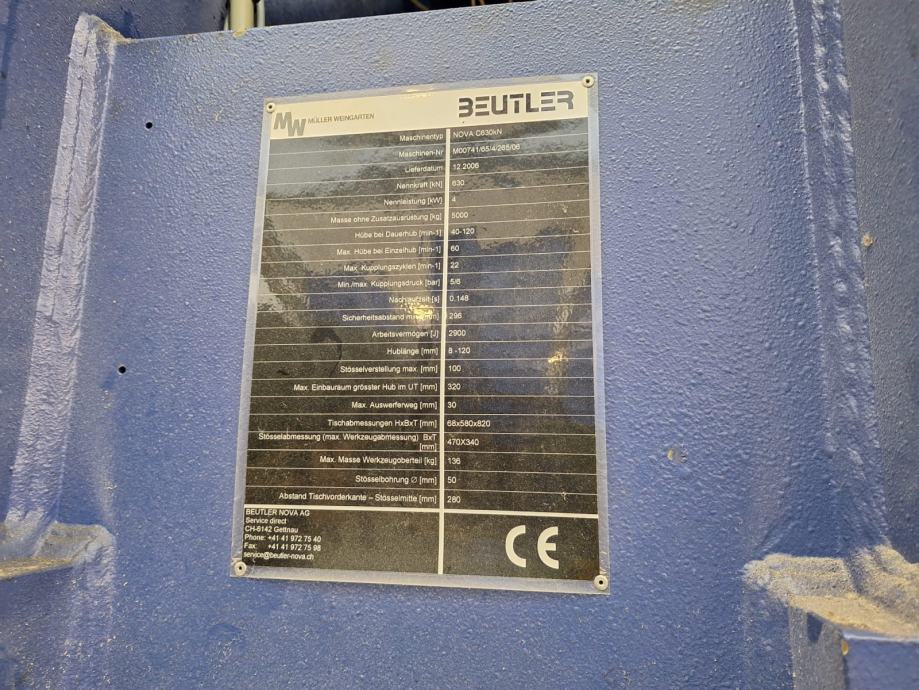 MW MÜLLER WEINGARTEN BEUTLER
Maschinentyp NOVA C630kN
Maschinen-Nr M00741/65/4/265/06
Lieferdatum 12.2006
Nennkraft [kN] 630
Nennleistung [kW] 4
Masse ohne Zusatzausrüstung [kg] 5000
Hübe bei Dauerhub [min-1] 40-120
Max. Hübe bei Einzelhub [min-1] 60
Max. Kupplungszyklen [min-1] 22
Min./max. Kupplungsdruck [bar] 5/6
Nachlaufzeit [s] 0.148
Sicherheitsabstand 296
Arbeitsvermögen [J] 2900
Hublänge [mm] 8 -120
Stösselverstellung max. [mm] 100
Max. Einbauraum grösster Hub im UT [mm] 320
Max. Auswerferweg [mm] 30
Tischabmessungen HxBxT [mm] 68x580x820
Stösselabmessung (max. Werkzeugabmessung) BxT
[mm] 470X340
Max. Masse Werkzeugoberteil [kg] 136
Stösselbohrung Ø [mm] 50
Abstand Tischvorderkante – Stösselmitte [mm] 280
BEUTLER NOVA AG
Service direct
CH-6142 Gettnau
Phone: +41 41 972 75 40
Fax: +41 41 972 75 98
service@beutler-nova.ch
CE